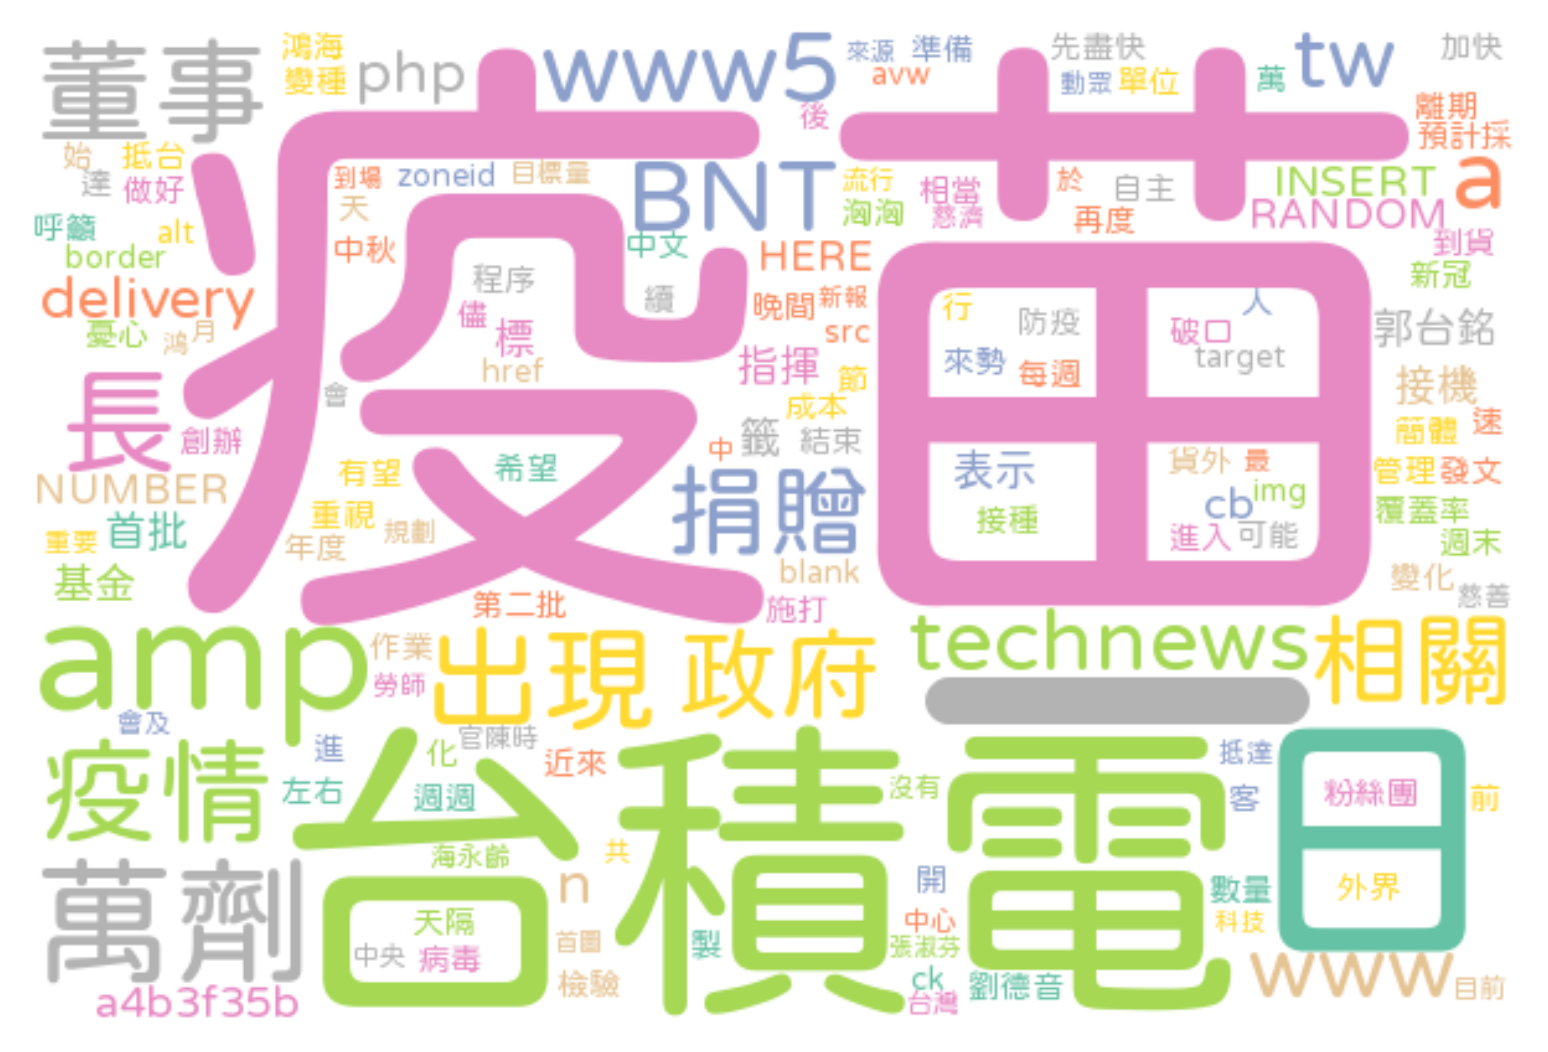 疫苗
台積電
董事
鴻海
變種
php
www5
來源
準備
avw
先盡快
動眾
單位
萬
tw
加快
離期
預計採
後
始
抵台
達
做好
到場
zoneid
目標量
天
BNT
流行
洶洶
相當
慈濟
於
再度
自主
INSERT
RANDOM
a
到貨
呼籲
alt
border
中秋
中文
HERE
新冠
delivery
憂心
鴻
月
程序
儘
標
href
續
晚間
新報
src
指揮
節
成本
行
防疫
來勢
每週
人
破口
target
郭台銘
接機
長
創辦
會
中
籤
結束
簡體
速
NUMBER
有望
希望
捐贈
表示
貨外
最
cb
img
管理
發文
首批
重視
規劃
接種
進入
可能
覆蓋率
重要
年度
週末
基金
blank
變化
慈善
第二批
施打
amp
作業
勞師
出現
政府
technews
相關
會及
進
化
官陳時
近來
抵達
日
疫情
左右
週週
沒有
客
粉絲團
前
海永齡
共
萬劑
n
開
數量
外界
天隔
中央
病毒
首圖
製
中心
張淑芬
科技
檢驗
ck
台灣
劉德音
www
目前
a4b3f35b